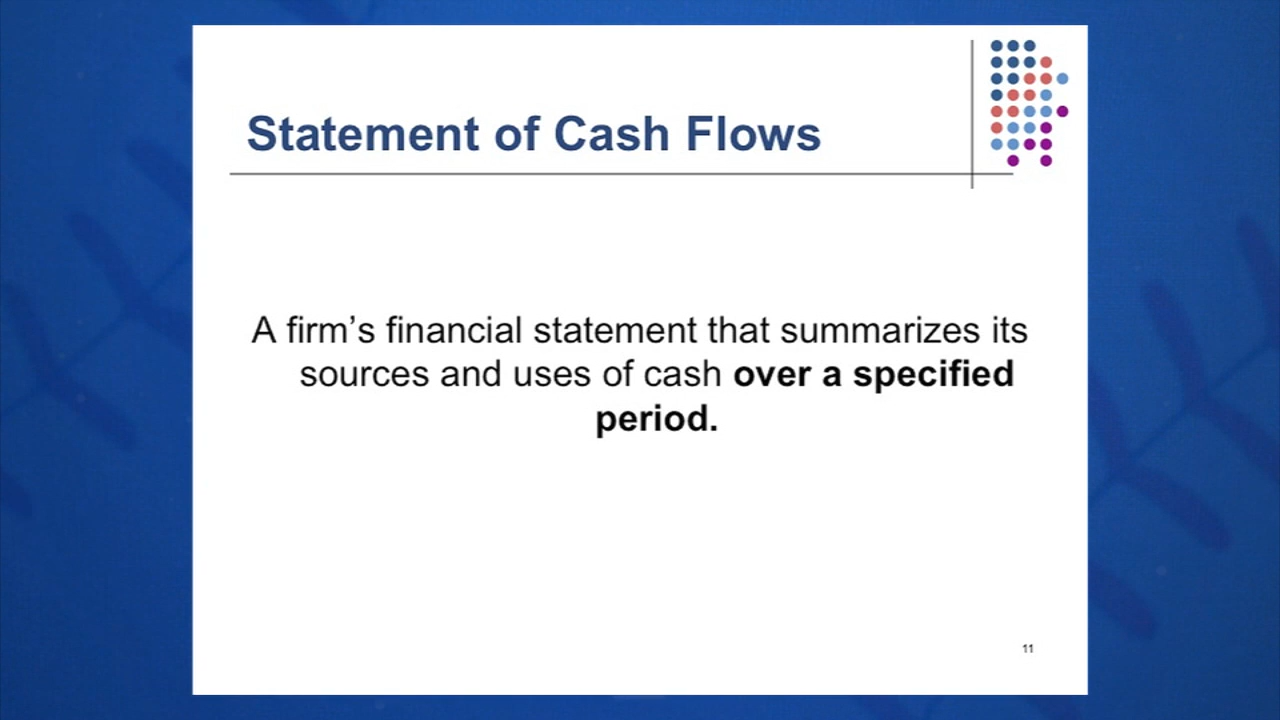 Statement of Cash Flows
A firm’s financial statement that summarizes its
sources and uses of cash over a specified
period.
11